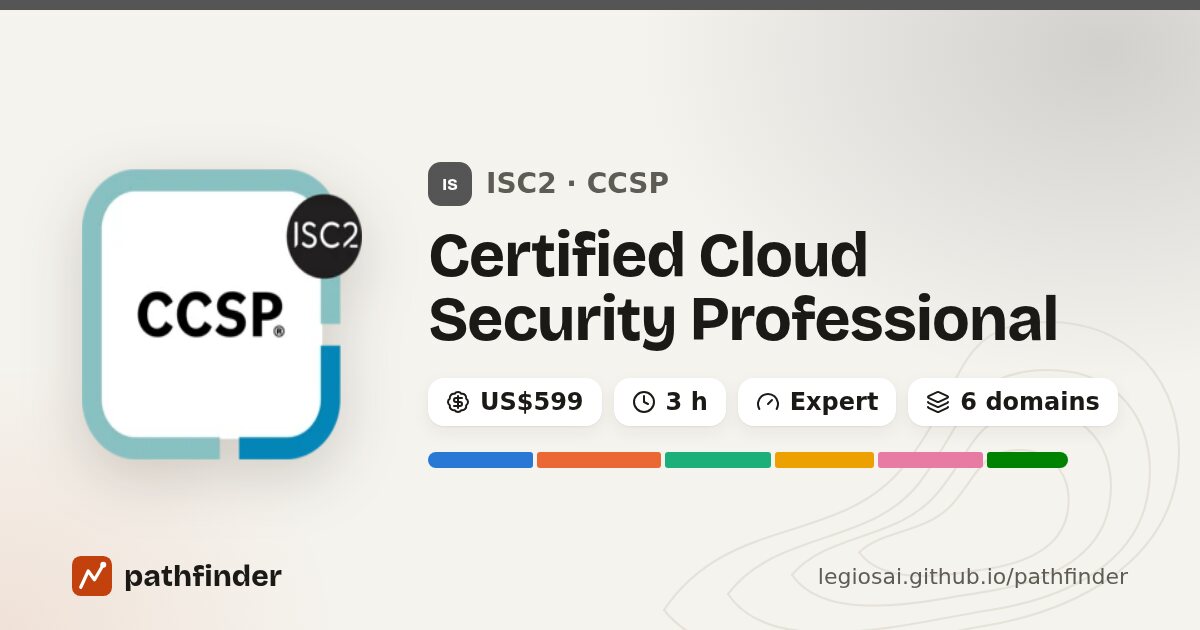 ISC2
CCSP®
IS
ISC2 · CCSP
Certified Cloud
Security Professional
US$599
3 h
Expert
6 domains
pathfinder
legiosai.github.io/pathfinder